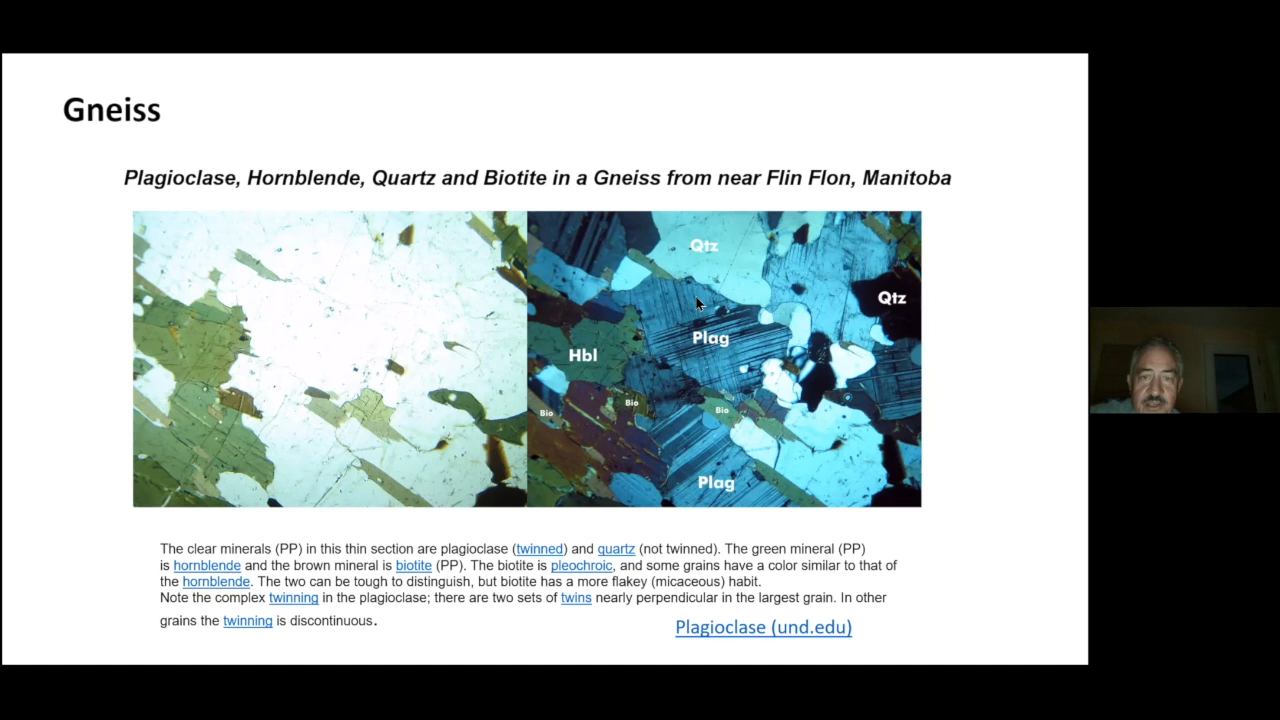 Gneiss
Plagioclase, Hornblende, Quartz and Biotite in a Gneiss from near Flin Flon, Manitoba
Qtz
Qtz
Plag
Hbl
Bio
Bio
Bio
Plag
The clear minerals (PP) in this thin section are plagioclase (twinned) and quartz (not twinned). The green mineral (PP)
is hornblende and the brown mineral is biotite (PP). The biotite is pleochroic, and some grains have a color similar to that of
the hornblende. The two can be tough to distinguish, but biotite has a more flakey (micaceous) habit.
Note the complex twinning in the plagioclase; there are two sets of twins nearly perpendicular in the largest grain. In other
grains the twinning is discontinuous.
Plagioclase (und.edu)